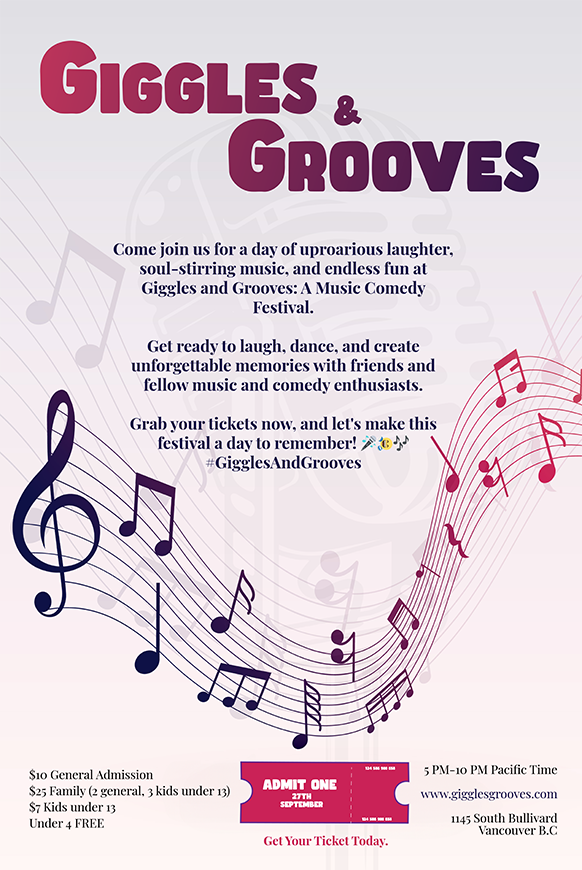 GIGGLES &
GROOVES
Come join us for a day of uproarious laughter,
soul-stirring music, and endless fun at
Giggles and Grooves: A Music Comedy
Festival.
Get ready to laugh, dance, and create
unforgettable memories with friends and
fellow music and comedy enthusiasts.
Grab your tickets now, and let's make this
festival a day to remember! 🎤🤣🎶
#GigglesAndGrooves
$10 General Admission
$25 Family (2 general, 3 kids under 13)
$7 Kids under 13
Under 4 FREE
ADMIT ONE
27TH
SEPTEMBER
Get Your Ticket Today.
5 PM-10 PM Pacific Time
www.gigglesgrooves.com
1145 South Bullivard
Vancouver B.C